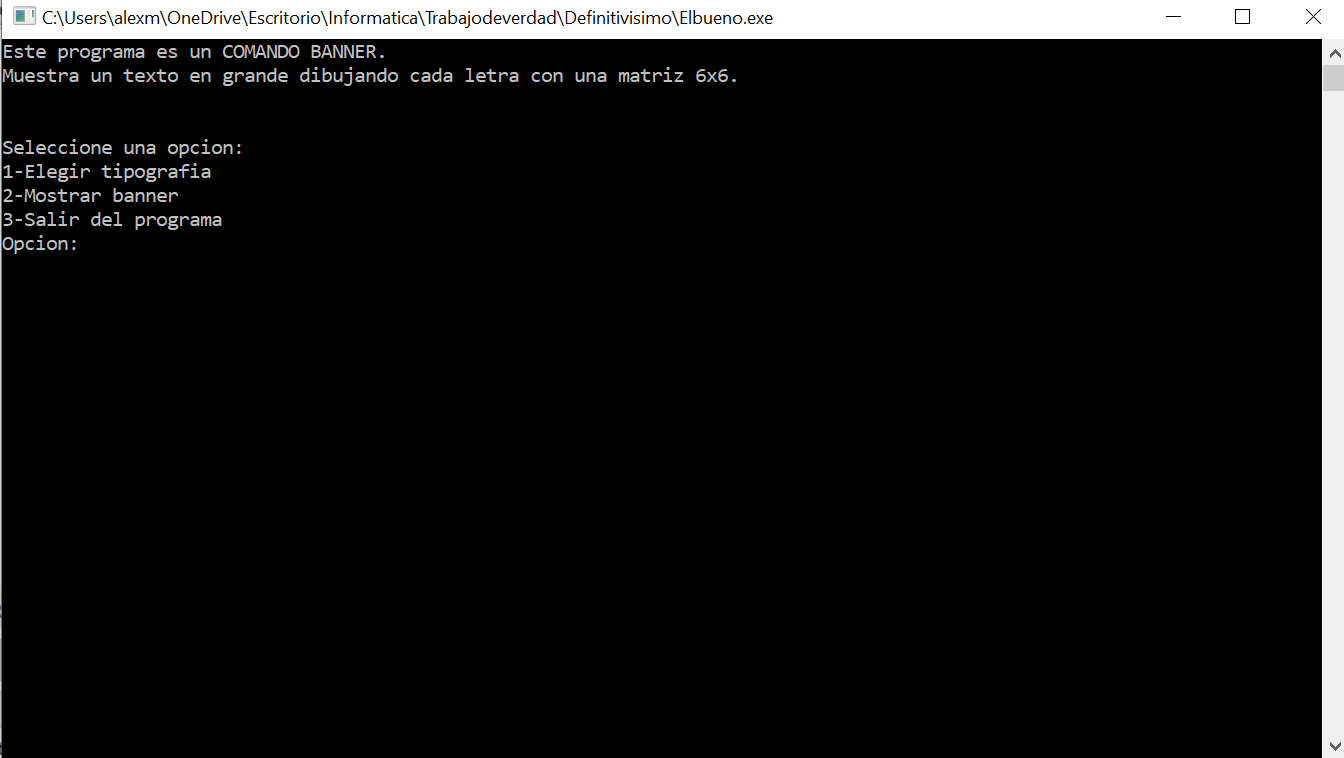 C:\Users\alexm\OneDrive\Escritorio\Informatica\Trabajodeverdad\Definitivisimo\Elbueno.exe
Este programa es un COMANDO BANNER.
Muestra un texto en grande dibujando cada letra con una matriz 6x6.
Seleccione una opcion:
1-Elegir tipografia
2-Mostrar banner
3-Salir del programa
Opcion: